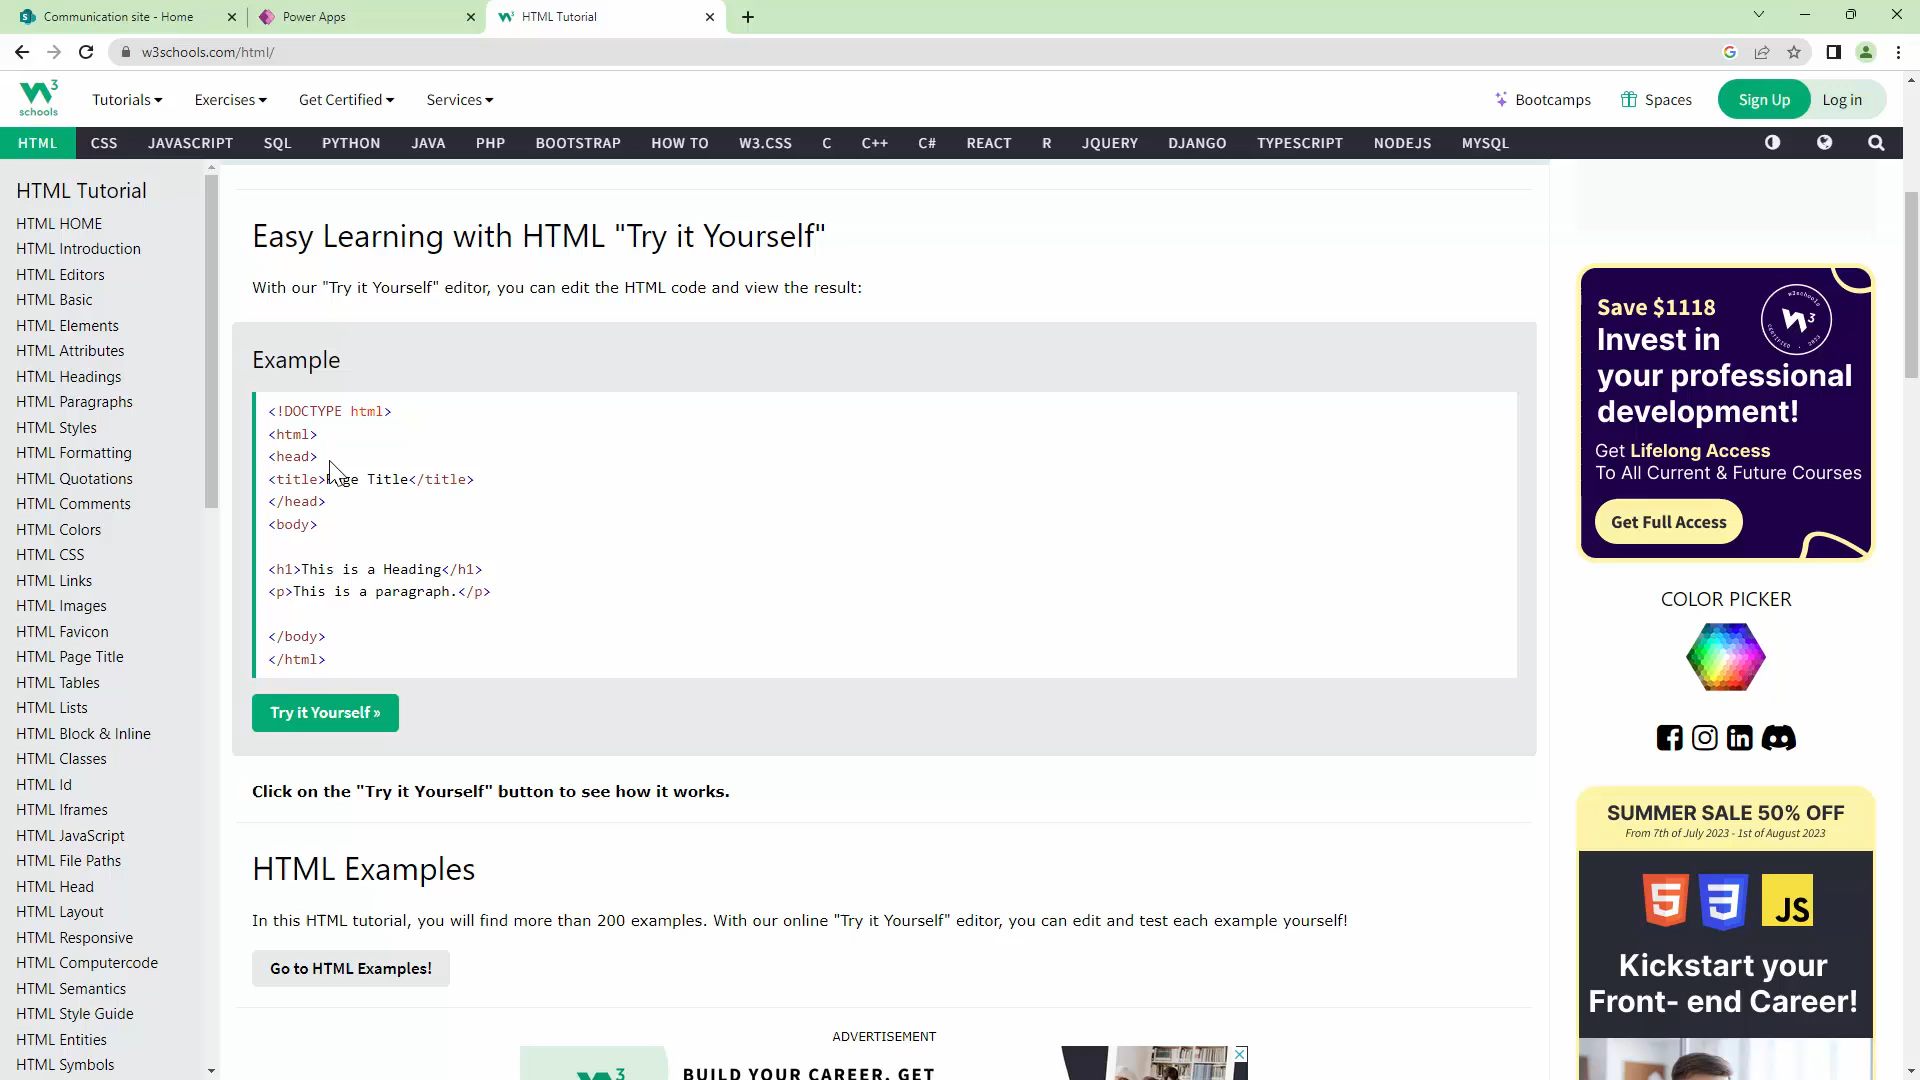 Communication site - Home
Power Apps
HTML Tutorial
w3schools.com/html/
W3
schools
Tutorials
Exercises
Get Certified
Services
Bootcamps
Spaces
Sign Up
Log in
HTML
CSS
JAVASCRIPT
SQL
PYTHON
JAVA
PHP
BOOTSTRAP
HOW TO
W3.CSS
C
C++
C#
REACT
R
JQUERY
DJANGO
TYPESCRIPT
NODEJS
MYSQL
HTML Tutorial
HTML HOME
HTML Introduction
HTML Editors
HTML Basic
HTML Elements
HTML Attributes
HTML Headings
HTML Paragraphs
HTML Styles
HTML Formatting
HTML Quotations
HTML Comments
HTML Colors
HTML CSS
HTML Links
HTML Images
HTML Favicon
HTML Page Title
HTML Tables
HTML Lists
HTML Block & Inline
HTML Classes
HTML Id
HTML Iframes
HTML JavaScript
HTML File Paths
HTML Head
HTML Layout
HTML Responsive
HTML Computercode
HTML Semantics
HTML Style Guide
HTML Entities
HTML Symbols
Easy Learning with HTML "Try it Yourself"
With our "Try it Yourself" editor, you can edit the HTML code and view the result:
Example
<!DOCTYPE html>
<html>
<head>
<title>Page Title</title>
</head>
<body>
<h1>This is a Heading</h1>
<p>This is a paragraph.</p>
</body>
</html>
Try it Yourself »
Click on the "Try it Yourself" button to see how it works.
HTML Examples
In this HTML tutorial, you will find more than 200 examples. With our online "Try it Yourself" editor, you can edit and test each example yourself!
Go to HTML Examples!
ADVERTISEMENT
BUILD YOUR CAREER. GET
Save $1118
Invest in
your professional
development!
Get Lifelong Access
To All Current & Future Courses
Get Full Access
COLOR PICKER
SUMMER SALE 50% OFF
From 7th of July 2023 - 1st of August 2023
5
3
JS
Kickstart your
Front- end Career!